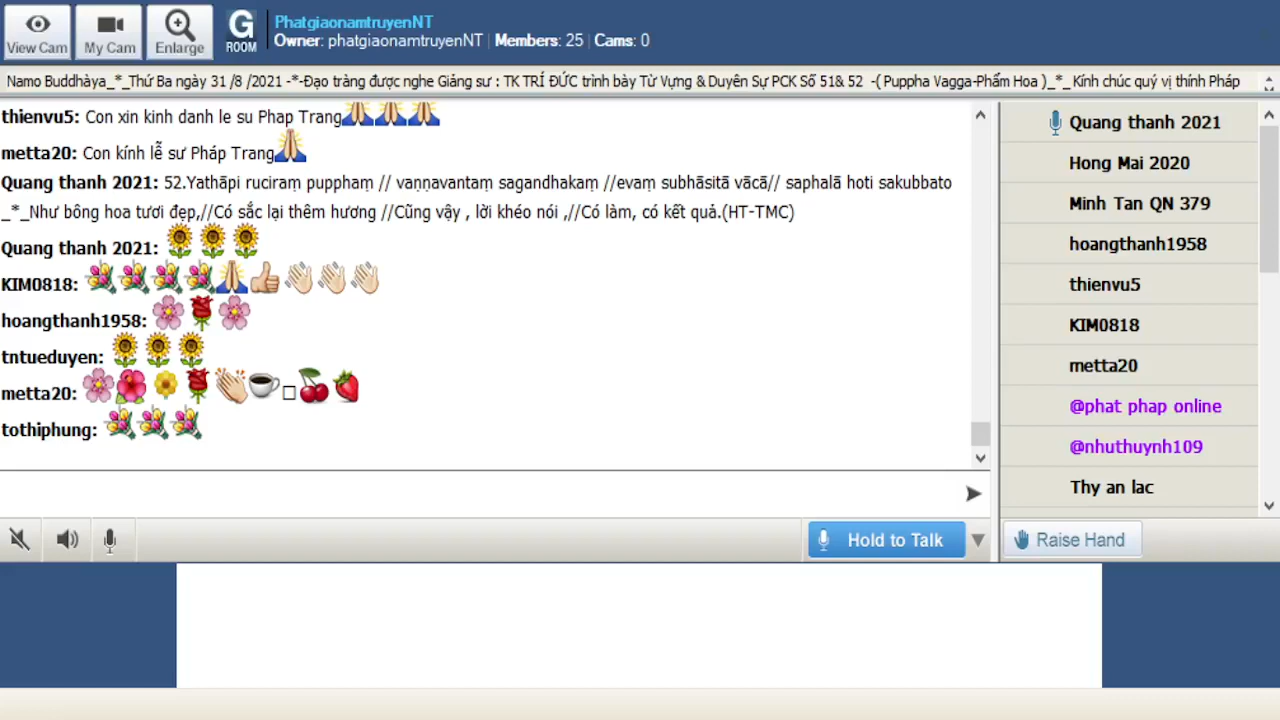 View Cam
My Cam
Enlarge
G
ROOM
PhatgiaonamtruyenNT
Owner: phatgiaonamtruyenNT | Members: 25 | Cams: 0
Namo Buddhàya_*_Thứ Ba ngày 31 /8 /2021 -*-Đạo tràng được nghe Giảng sư : TK TRÍ ĐỨC trình bày Từ Vựng & Duyên Sự PCK Số 51& 52 -( Puppha Vagga-Phẩm Hoa )_*_ Kính chúc quý vị thính Pháp
thienvu5: Con xin kinh danh le su Phap Trang🙏🙏🙏
metta20: Con kính lễ sư Pháp Trang🙏
Quang thanh 2021: 52.Yathāpi ruciraṃ pupphaṃ // vaṇṇavantaṃ sagandhakaṃ //evaṃ subhāsitā vācā// saphalā hoti sakubbato
_*_Như bông hoa tươi đẹp,//Có sắc lại thêm hương //Cũng vậy , lời khéo nói ,//Có làm, có kết quả.(HT-TMC)
Quang thanh 2021: 🌻🌻🌻
KIM0818: 💐💐💐💐🙏👍👋👋👋
hoangthanh1958: 🌸🌹🌸
tntueduyen: 🌻🌻🌻
metta20: 🌸🌺🌼🌹👏☕□🍒🍓
tothiphung: 💐💐💐
Quang thanh 2021
Hong Mai 2020
Minh Tan QN 379
hoangthanh1958
thienvu5
KIM0818
metta20
@phat phap online
@nhuthuynh109
Thy an lac
Hold to Talk
Raise Hand